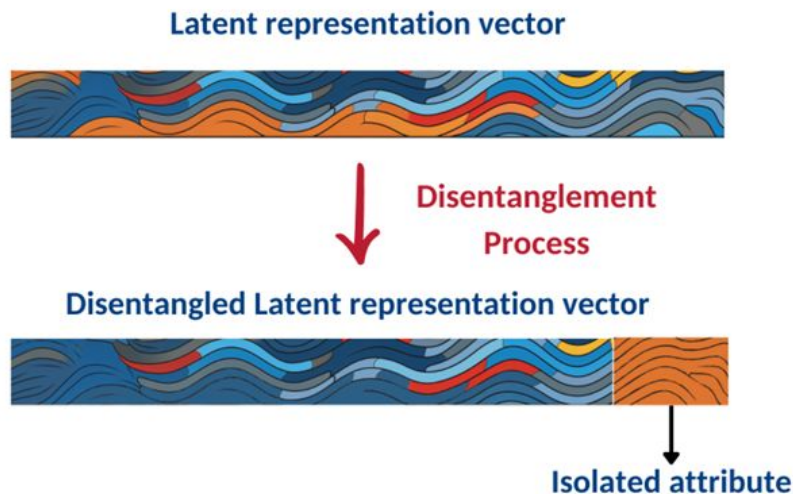 Latent representation vector
Disentanglement
Process
Disentangled Latent representation vector
Isolated attribute